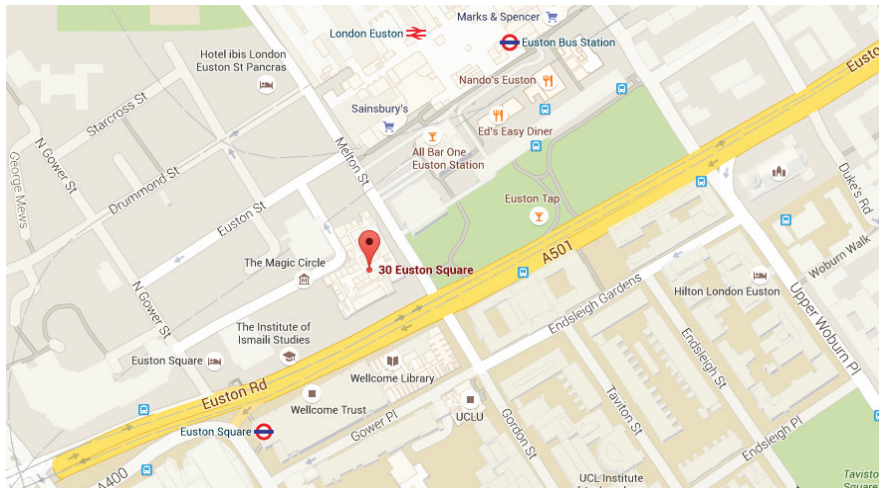 Marks & Spencer
London Euston
Euston Bus Station
Eusto
Hotel ibis London
Euston St Pancras
Nando's Euston
Starcross St
Sainsbury's
Ed's Easy Diner
N Gower St
Melton St
All Bar One
Euston Station
George Mews
Drummond St
Euston St
Euston Tap
Duke's Rd
The Magic Circle
30 Euston Square
A501
Woburn Walk
N Gower St
Hilton London Euston
Endsleigh Gardens
Upper Woburn Pl
The Institute of
Ismaili Studies
Euston Square
Wellcome Library
Endsleigh St
Euston Rd
Wellcome Trust
UCLU
Taviton St
Gower Pl
Gordon St
Endsleigh Pl
Euston Square
A400
UCL Institute
Tavisto
Square